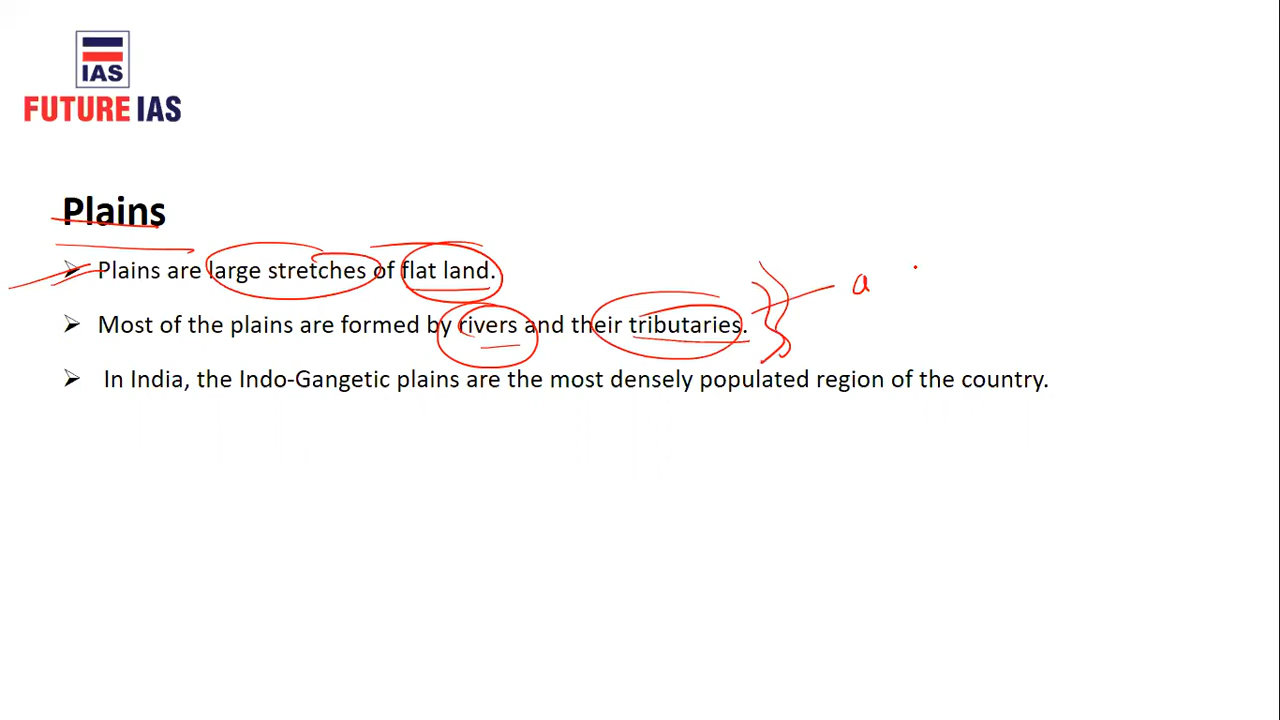 IAS
FUTURE IAS
Plains
➤ Plains are large stretches of flat land.
a
➤ Most of the plains are formed by rivers and their tributaries.
➤ In India, the Indo-Gangetic plains are the most densely populated region of the country.